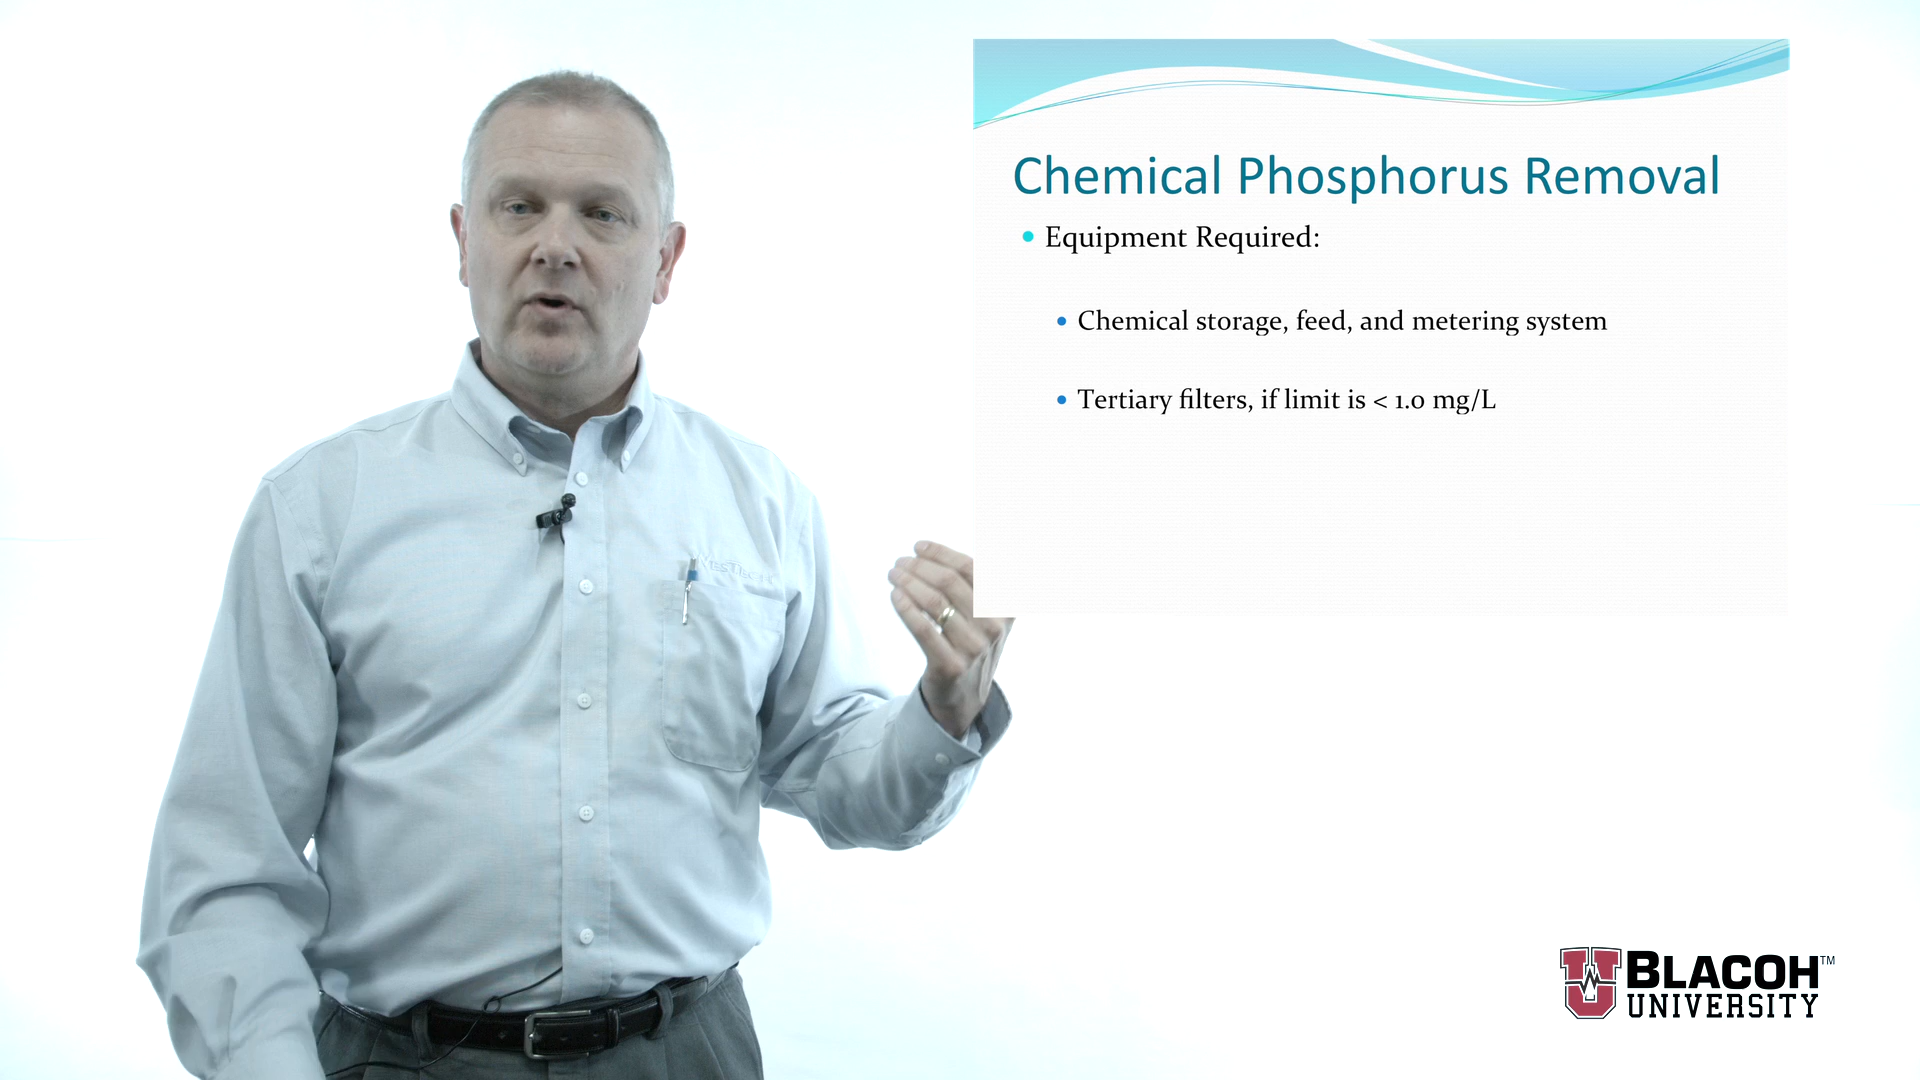 Chemical Phosphorus Removal
Equipment Required:
Chemical storage, feed, and metering system
Tertiary filters, if limit is < 1.0 mg/L
U BLACOH™
UNIVERSITY